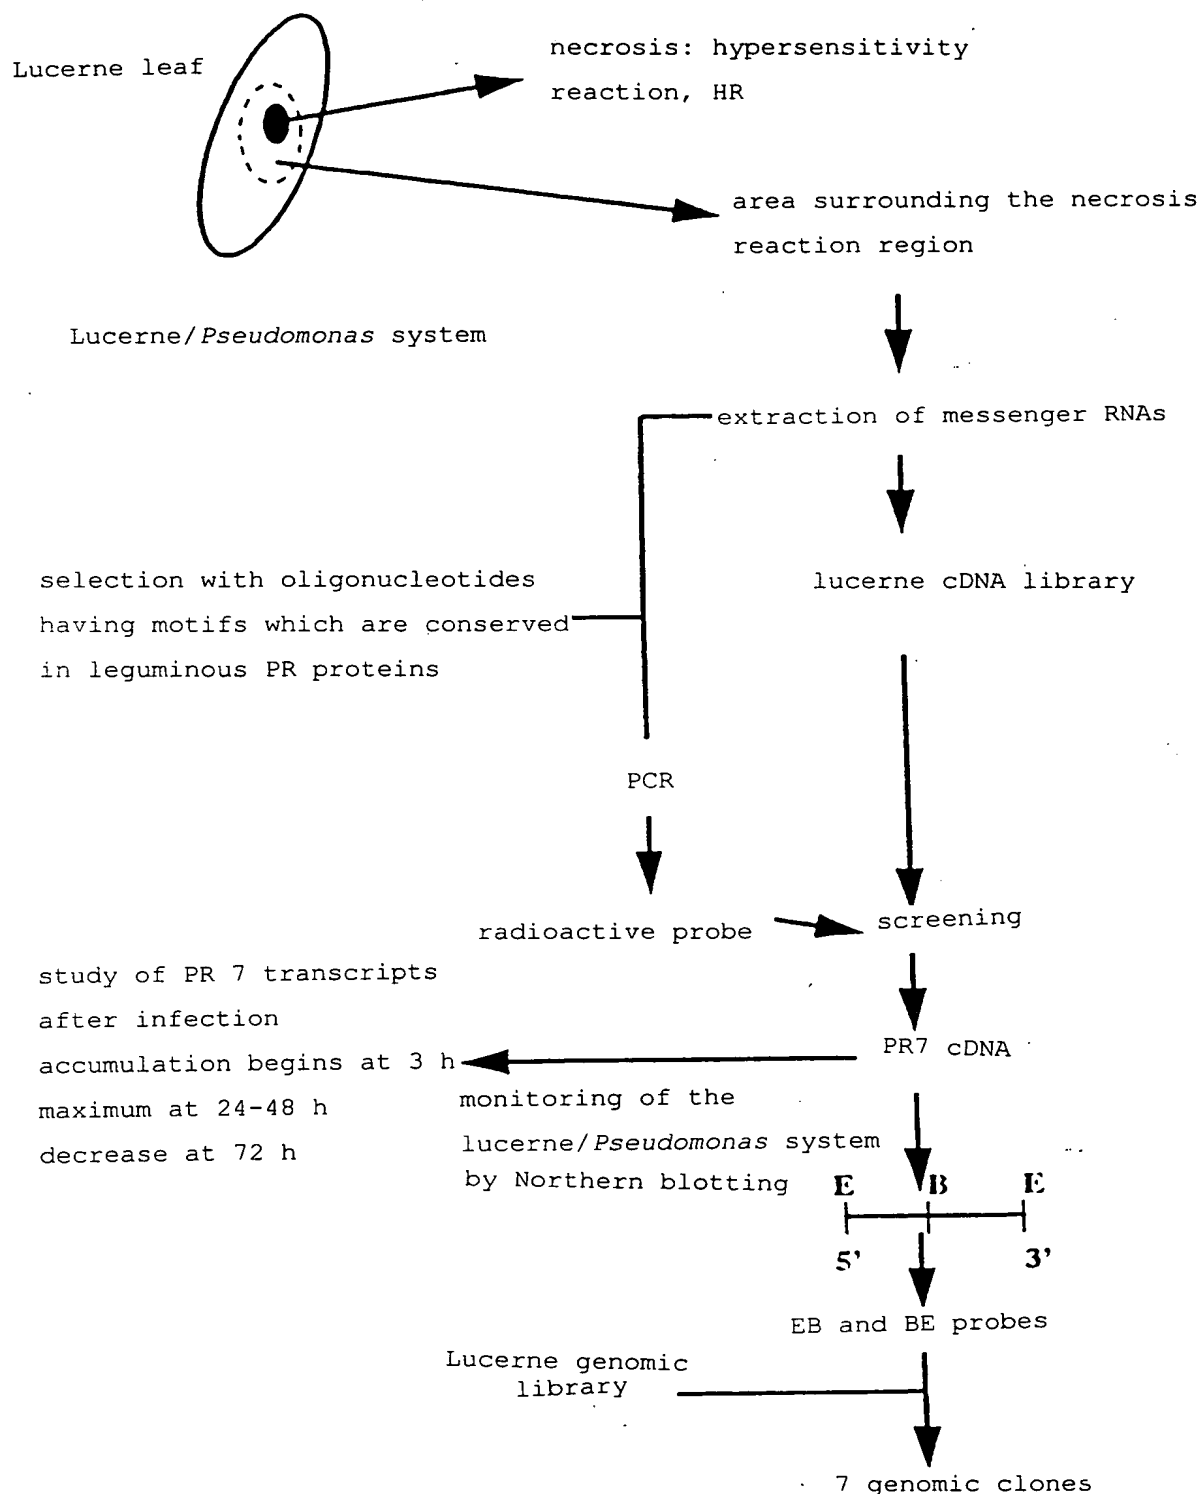 necrosis: hypersensitivity
reaction, HR
Lucerne leaf
area surrounding the necrosis
reaction region
Lucerne/Pseudomonas system
extraction of messenger RNAs
selection with oligonucleotides
having motifs which are conserved
in leguminous PR proteins
lucerne cDNA library
PCR
radioactive probe
screening
study of PR 7 transcripts
after infection
accumulation begins at 3 h
maximum at 24-48 h
decrease at 72 h
PR7 cDNA
monitoring of the
lucerne/Pseudomonas system
by Northern blotting
E B E
5' 3'
EB and BE probes
Lucerne genomic
library
7 genomic clones